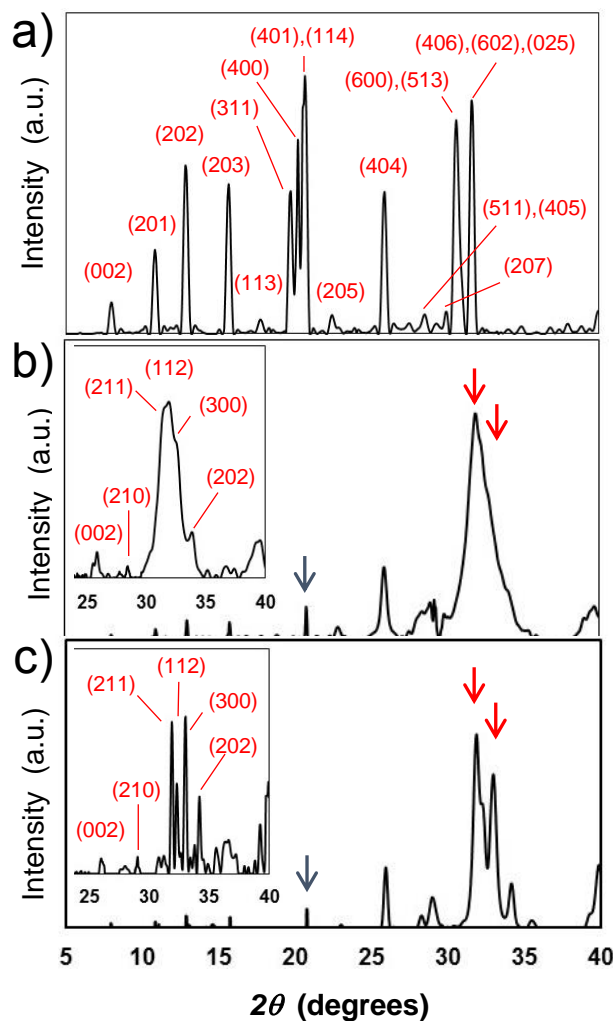 a)
Intensity (a.u.)
(401),(114)
(406),(602),(025)
(400)
(600),(513)
(311)
(202)
(203)
(404)
(201)
(511),(405)
(002)
(113)
(205)
(207)
b)
Intensity (a.u.)
(112)
(211)
(300)
(210)
(202)
(002)
25 30 35 40
c)
Intensity (a.u.)
(112)
(211)
(300)
(202)
(210)
(002)
25 30 35 40
5 10 15 20 25 30 35 40
2θ (degrees)